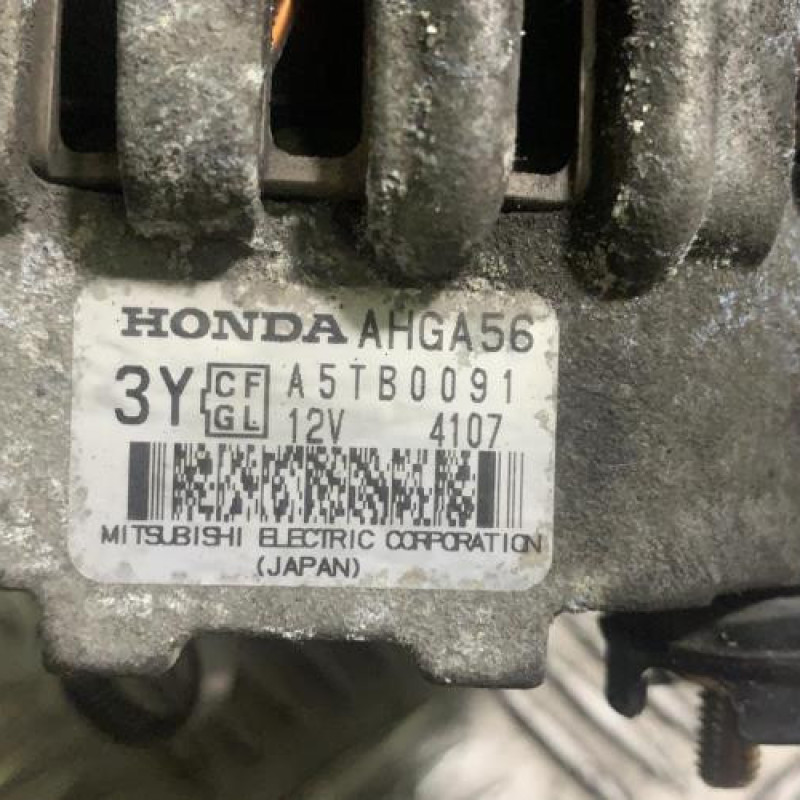 HONDA AHGA56
3Y CF A5TB0091
GL 12V 4107
MITSUBISHI ELECTRIC CORPORATION
(JAPAN)